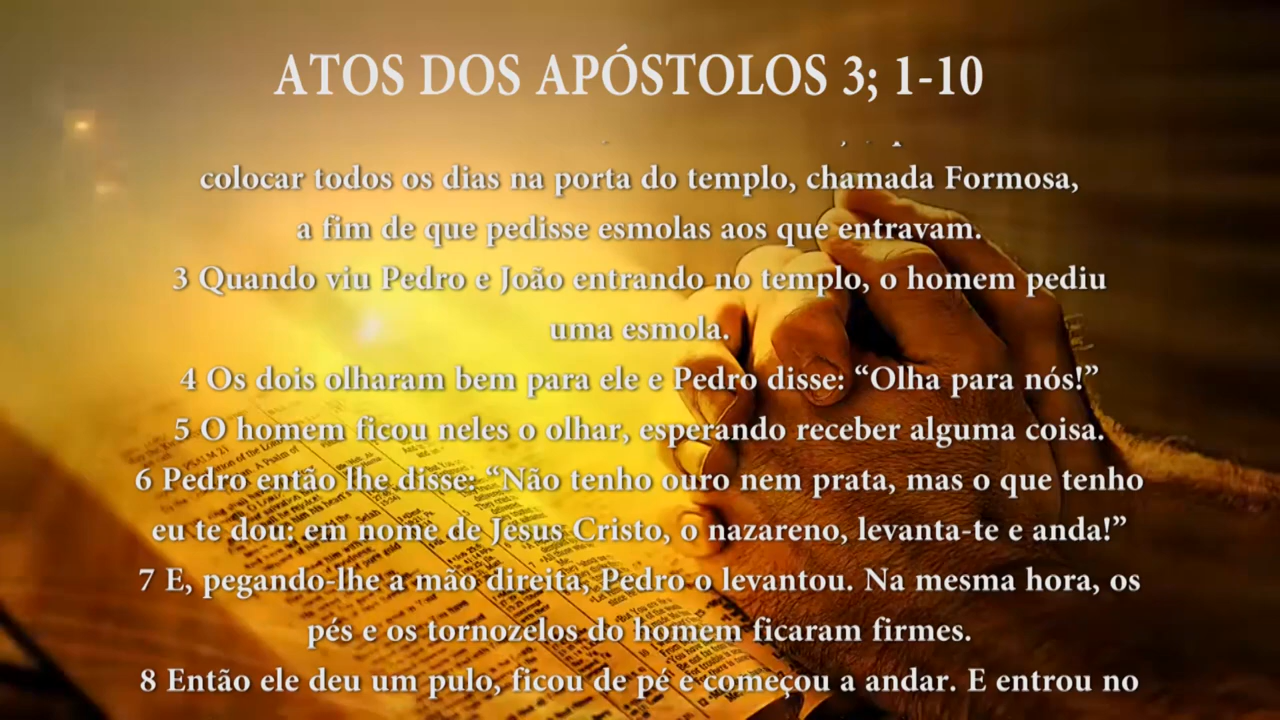 ATOS DOS APÓSTOLOS 3; 1-10
colocar todos os dias na porta do templo, chamada Formosa,
a fim de que pedisse esmolas aos que entravam.
3 Quando viu Pedro e João entrando no templo, o homem pediu
uma esmola.
4 Os dois olharam bem para ele e Pedro disse: “Olha para nós!”
5 O homem ficou neles o olhar, esperando receber alguma coisa.
6 Pedro então lhe disse: “Não tenho ouro nem prata, mas o que tenho
eu te dou: em nome de Jesus Cristo, o nazareno, levanta-te e anda!”
7 E, pegando-lhe a mão direita, Pedro o levantou. Na mesma hora, os
pés e os tornozelos do homem ficaram firmes.
8 Então ele deu um pulo, ficou de pé e começou a andar. E entrou no